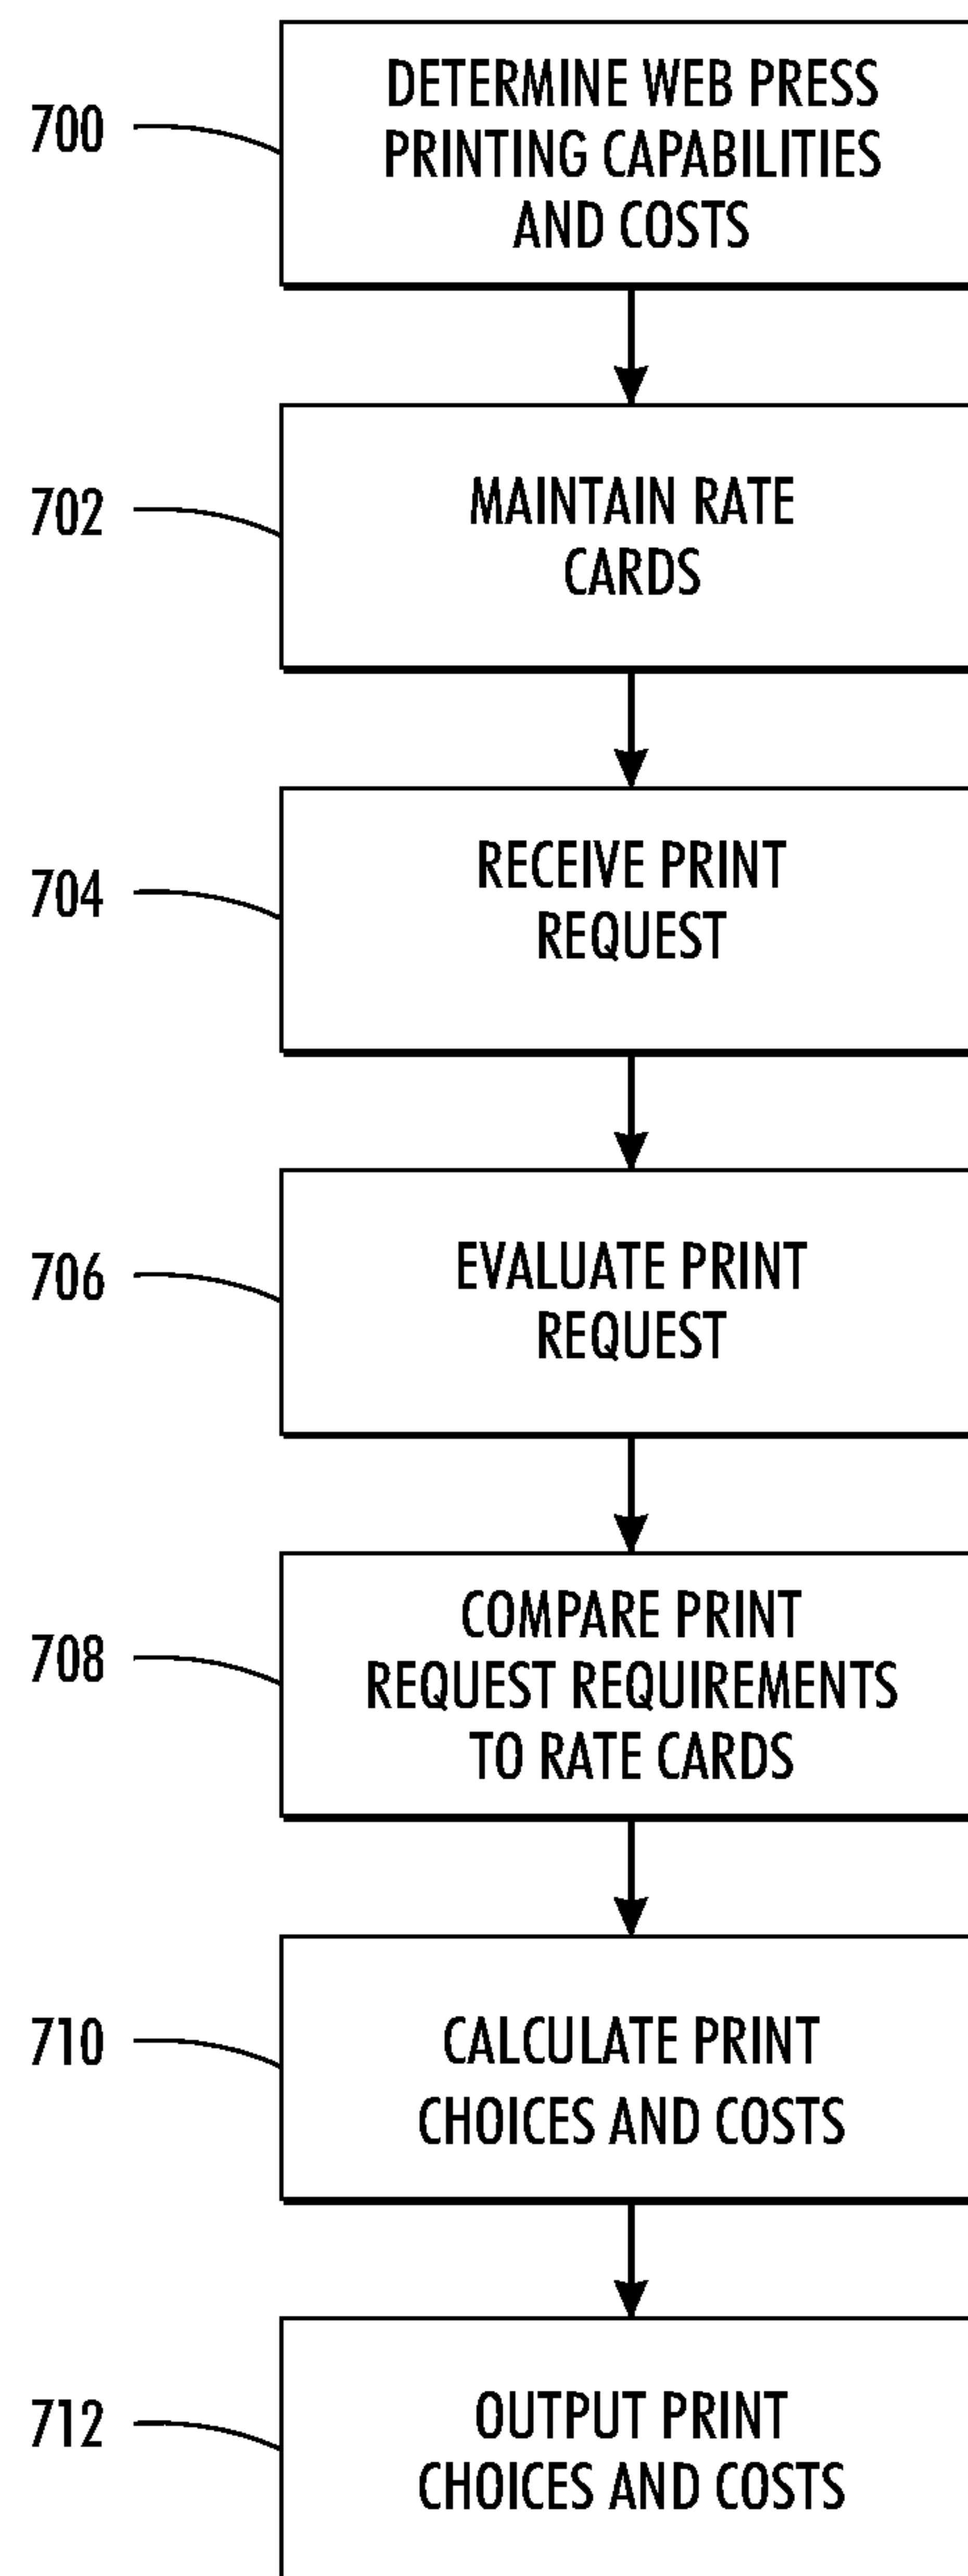 700
DETERMINE WEB PRESS
PRINTING CAPABILITIES
AND COSTS
702
MAINTAIN RATE
CARDS
704
RECEIVE PRINT
REQUEST
706
EVALUATE PRINT
REQUEST
708
COMPARE PRINT
REQUEST REQUIREMENTS
TO RATE CARDS
710
CALCULATE PRINT
CHOICES AND COSTS
712
OUTPUT PRINT
CHOICES AND COSTS